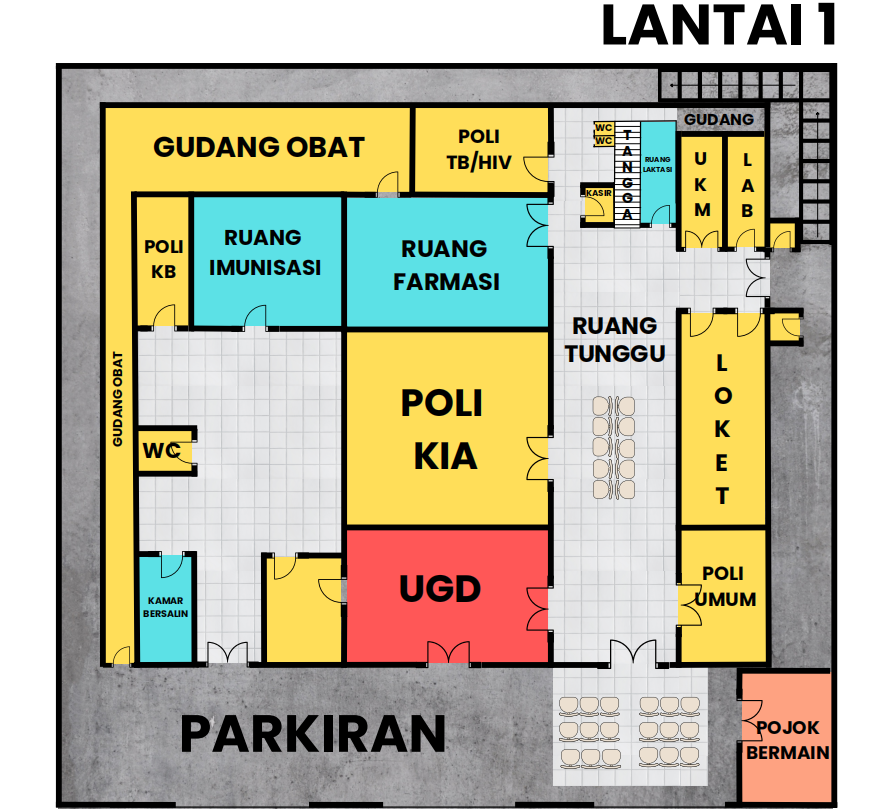 LANTAI 1
GUDANG OBAT
POLI
TB/HIV
WC
WC
TANGGA
RUANG
LAKTASI
GUDANG
UKM
LAB
KASIR
POLI
KB
RUANG
IMUNISASI
RUANG
FARMASI
RUANG
TUNGGU
GUDANG OBAT
POLI
KIA
LOKET
WC
UGD
POLI
UMUM
KAMAR
BERSALIN
PARKIRAN
POJOK
BERMAIN